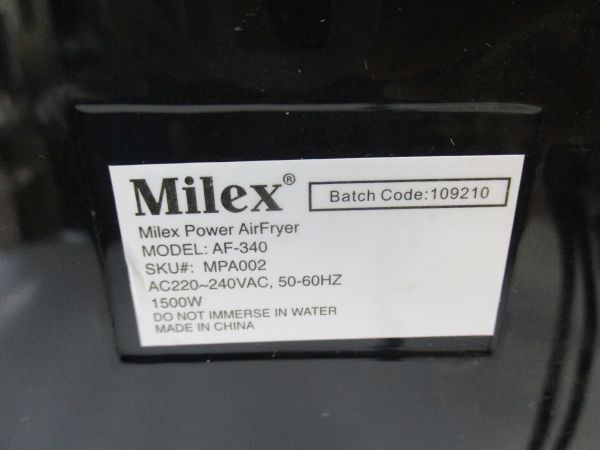 Milex® Batch Code:109210
Milex Power AirFryer
MODEL: AF-340
SKU#: MPA002
AC220~240VAC, 50-60HZ
1500W
DO NOT IMMERSE IN WATER
MADE IN CHINA